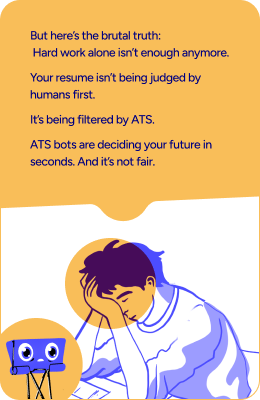 But here's the brutal truth:
Hard work alone isn't enough anymore.
Your resume isn't being judged by
humans first.
It's being filtered by ATS.
ATS bots are deciding your future in
seconds. And it's not fair.